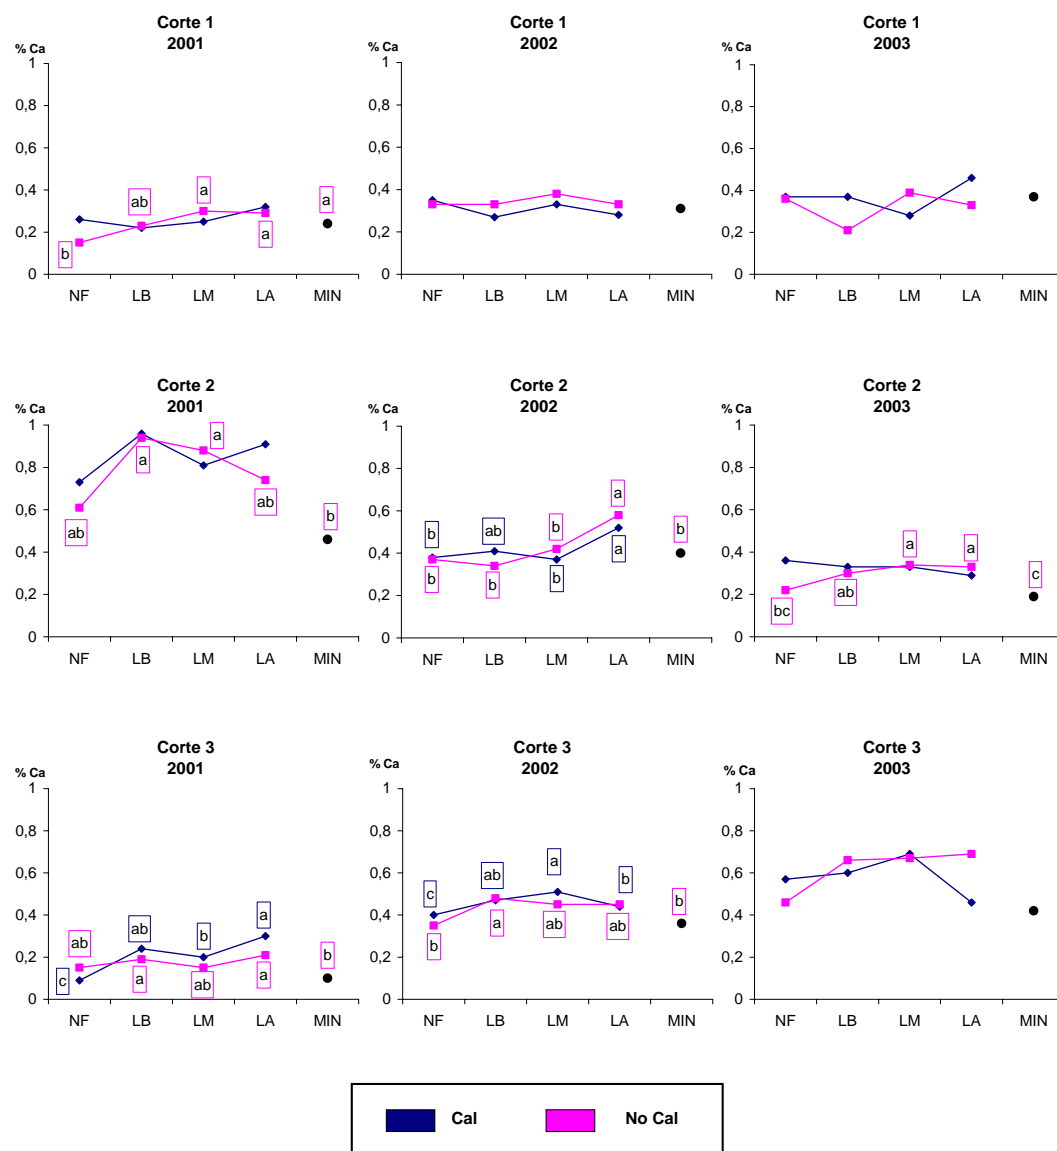 Corte 1
2001
% Ca
1
0,8
0,6
0,4
0,2
0
ab
a
a
b
a
NF LB LM LA MIN
Corte 1
2002
1
0,8
0,6
0,4
0,2
0
NF LB LM LA MIN
Corte 1
2003
1
0,8
0,6
0,4
0,2
0
NF LB LM LA MIN
Corte 2
2001
% Ca
1
0,8
0,6
0,4
0,2
0
a
a
ab
ab
b
NF LB LM LA MIN
Corte 2
2002
% Ca
1
0,8
0,6
0,4
0,2
0
b ab b a b
b b b a
NF LB LM LA MIN
Corte 2
2003
% Ca
1
0,8
0,6
0,4
0,2
0
a a c
bc ab
NF LB LM LA MIN
Corte 3
2001
% Ca
1
0,8
0,6
0,4
0,2
0
ab ab b a b
c a ab a
NF LB LM LA MIN
Corte 3
2002
% Ca
1
0,8
0,6
0,4
0,2
0
c ab a b b
b a ab ab
NF LB LM LA MIN
Corte 3
2003
% Ca
1
0,8
0,6
0,4
0,2
0
NF LB LM LA MIN
Cal No Cal